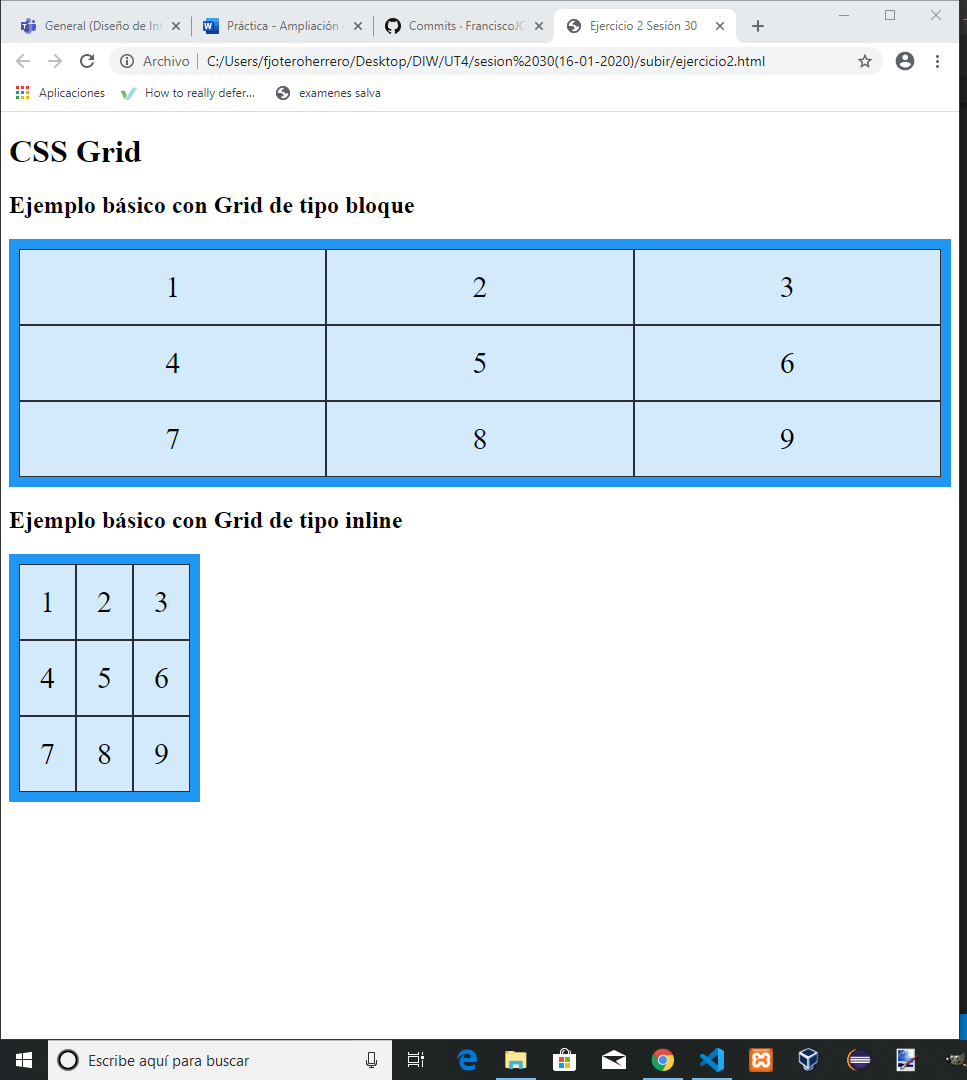 General (Diseño de Int
Práctica - Ampliación
Commits · FranciscoJO
Ejercicio 2 Sesión 30
Archivo
C:/Users/fjoteroherrero/Desktop/DIW/UT4/sesion%2030(16-01-2020)/subir/ejercicio2.html
Aplicaciones
How to really defer...
examenes salva
CSS Grid
Ejemplo básico con Grid de tipo bloque
1 2 3
4 5 6
7 8 9
Ejemplo básico con Grid de tipo inline
1 2 3
4 5 6
7 8 9
Escribe aquí para buscar